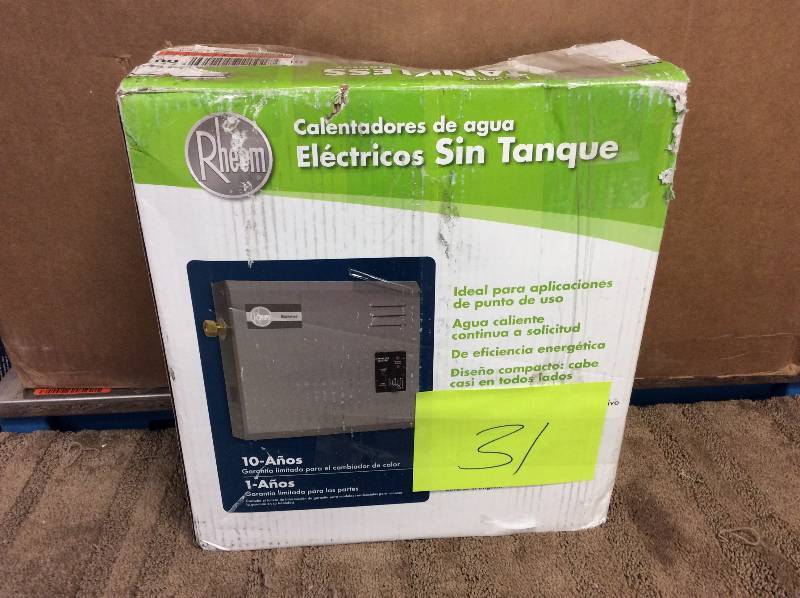 TANKLESS
Rheem
Calentadores de agua
Eléctricos Sin Tanque
Ideal para aplicaciones
de punto de uso
Agua caliente
continua a solicitud
De eficiencia energética
Diseño compacto: cabe
casi en todos lados
Rheem
31
10-Años
Garantía limitada para el cambiador de calor
1-Años
Garantía limitada para las partes